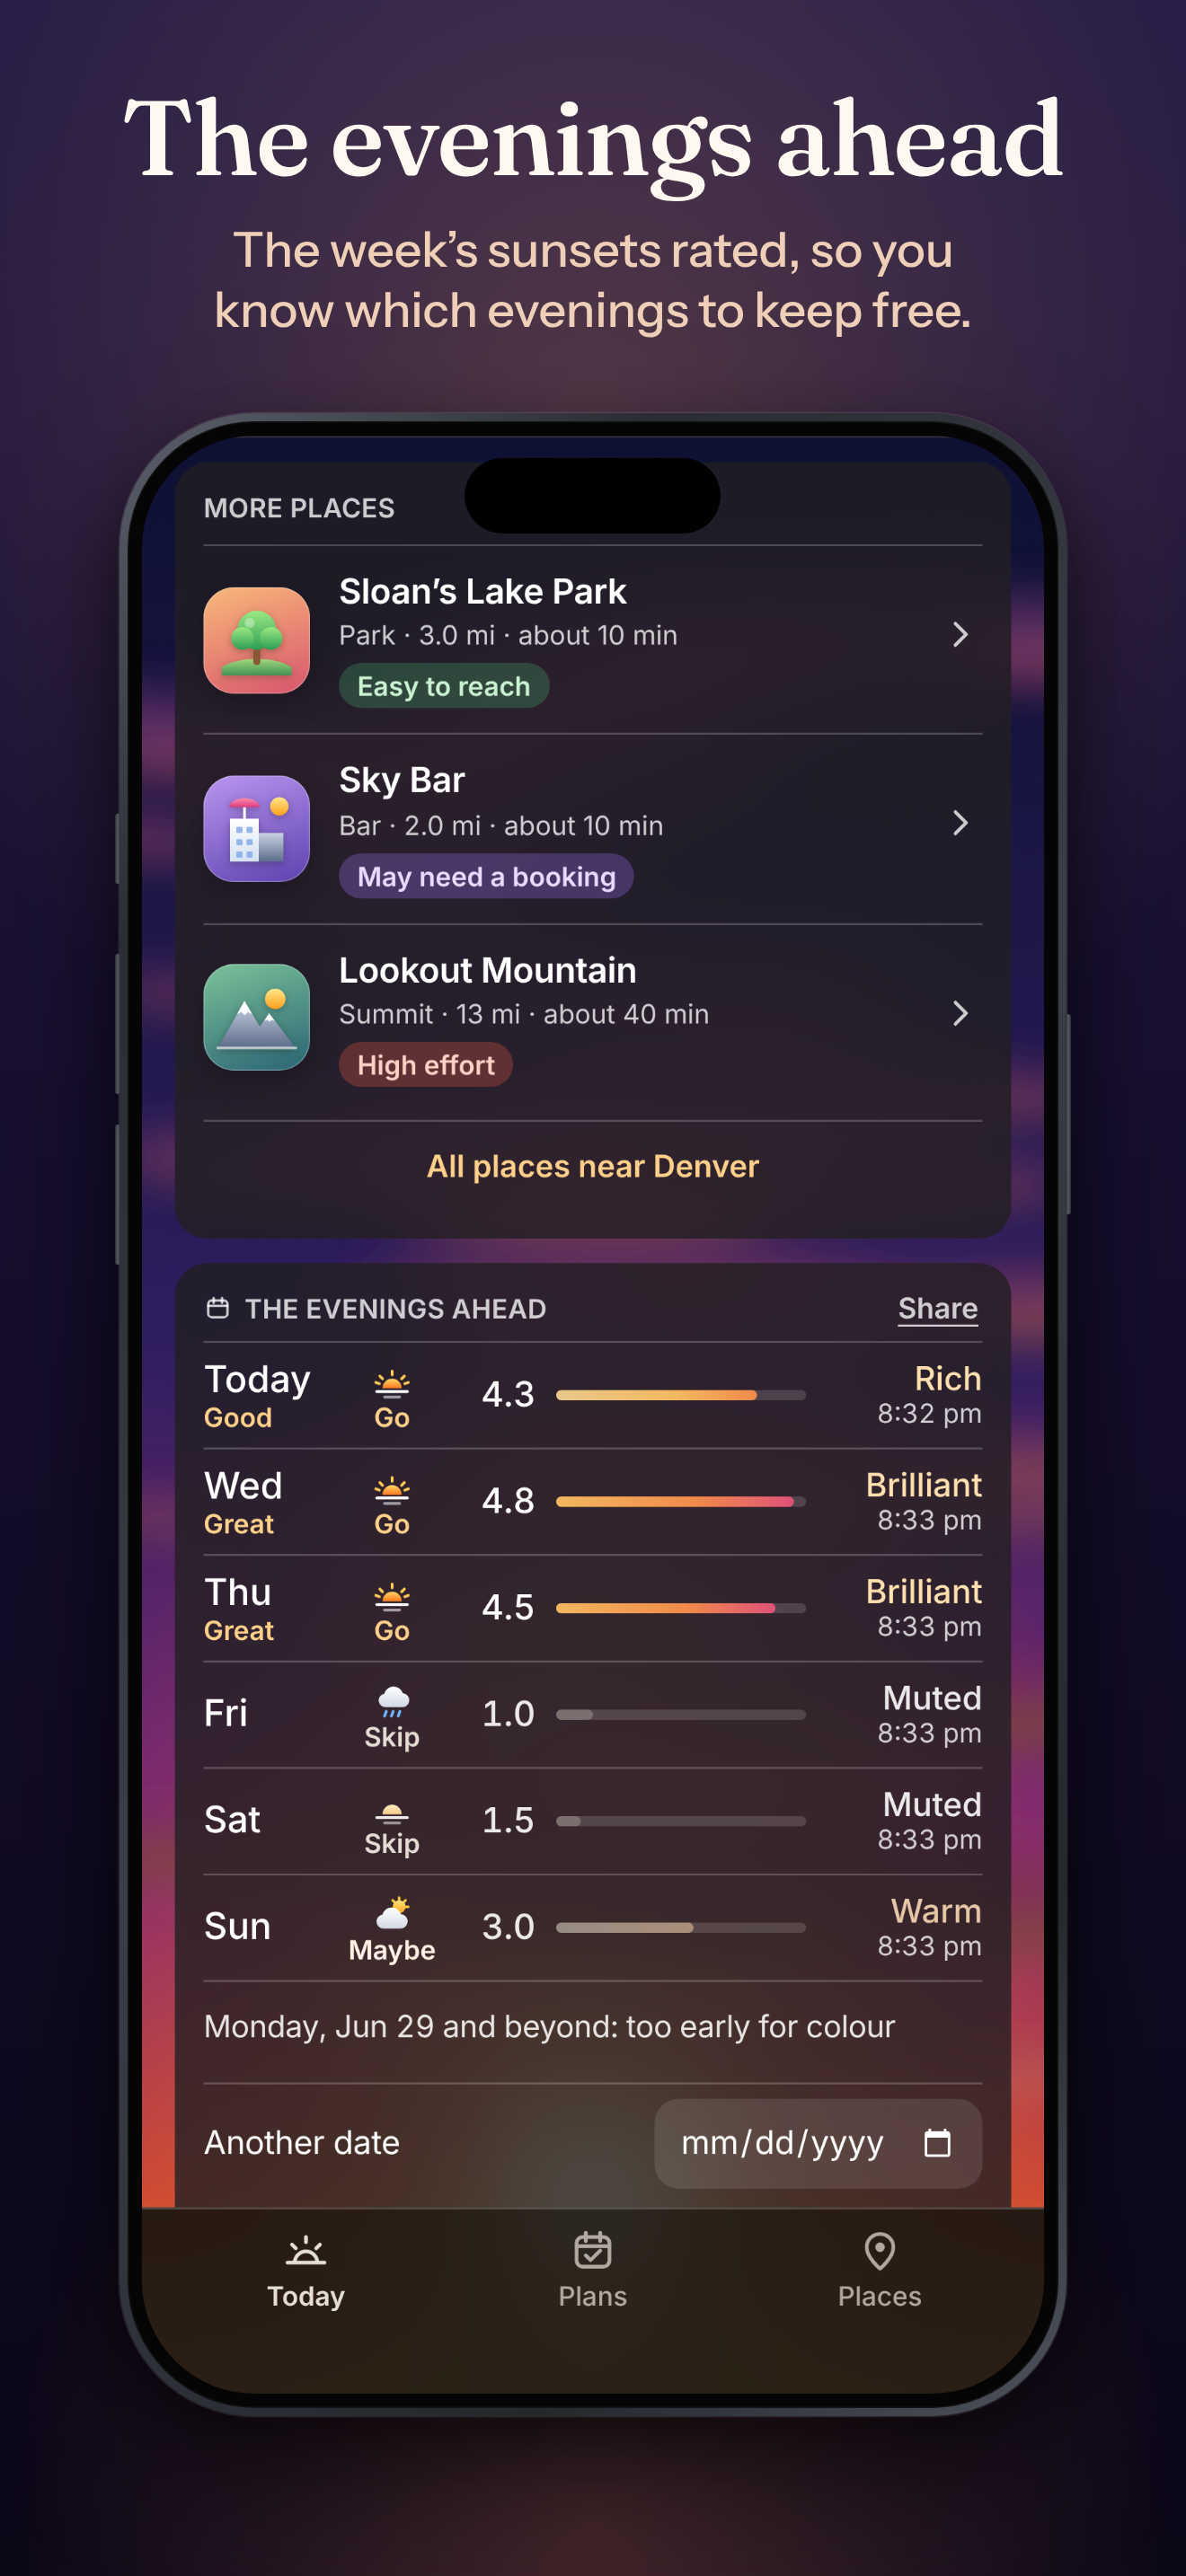 The evenings ahead
The week’s sunsets rated, so you
know which evenings to keep free.
MORE PLACES
Sloan’s Lake Park
Park · 3.0 mi · about 10 min
Easy to reach
Sky Bar
Bar · 2.0 mi · about 10 min
May need a booking
Lookout Mountain
Summit · 13 mi · about 40 min
High effort
All places near Denver
THE EVENINGS AHEAD Share
Today Rich
Good Go 4.3 8:32 pm
Wed Brilliant
Great Go 4.8 8:33 pm
Thu Brilliant
Great Go 4.5 8:33 pm
Fri 1.0 Muted
Skip 8:33 pm
Sat 1.5 Muted
Skip 8:33 pm
Sun 3.0 Warm
Maybe 8:33 pm
Monday, Jun 29 and beyond: too early for colour
Another date mm/dd/yyyy
Today Plans Places